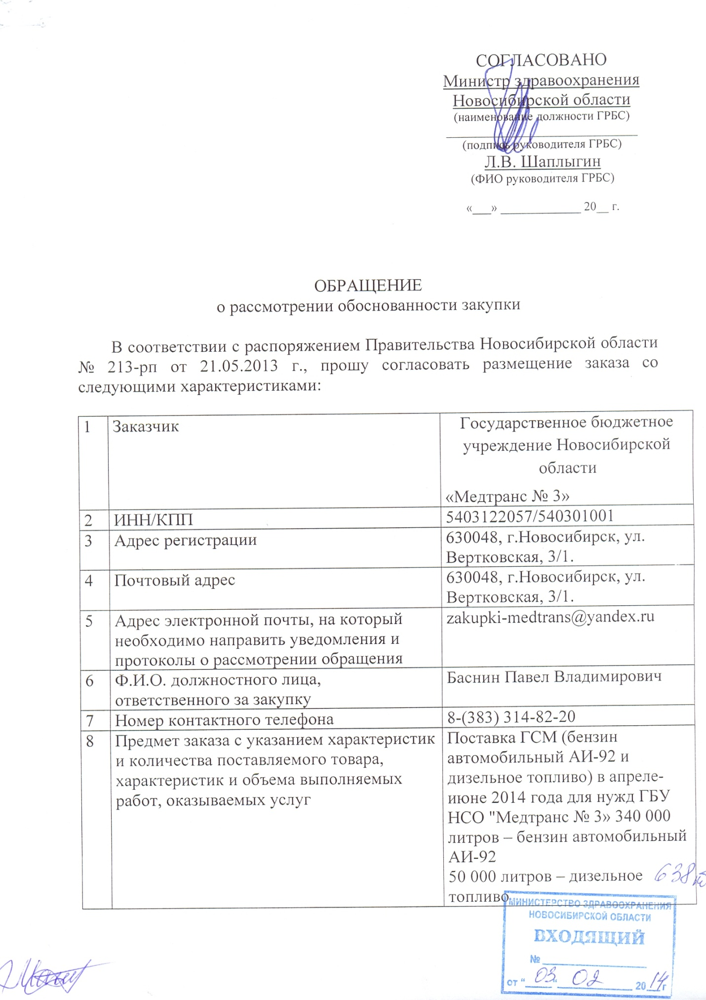 СОГЛАСОВАНО
Министр здравоохранения
Новосибирской области
(наименование должности ГРБС)
(подпись руководителя ГРБС)
Л.В. Шаплыгин
(ФИО руководителя ГРБС)
«___» _____________ 20__ г.
ОБРАЩЕНИЕ
о рассмотрении обоснованности закупки
В соответствии с распоряжением Правительства Новосибирской области
№ 213-рп от 21.05.2013 г., прошу согласовать размещение заказа со
следующими характеристиками:
1 Заказчик
Государственное бюджетное
учреждение Новосибирской
области
«Медтранс № 3»
2 ИНН/КПП 5403122057/540301001
3 Адрес регистрации 630048, г.Новосибирск, ул.
Вертковская, 3/1.
4 Почтовый адрес 630048, г.Новосибирск, ул.
Вертковская, 3/1.
5 Адрес электронной почты, на который
необходимо направить уведомления и
протоколы о рассмотрении обращения
zakupki-medtrans@yandex.ru
6 Ф.И.О. должностного лица,
ответственного за закупку
Баснин Павел Владимирович
7 Номер контактного телефона 8-(383) 314-82-20
8 Предмет заказа с указанием характеристик
и количества поставляемого товара,
характеристик и объема выполняемых
работ, оказываемых услуг
Поставка ГСМ (бензин
автомобильный АИ-92 и
дизельное топливо) в апреле-
июне 2014 года для нужд ГБУ
НСО "Медтранс № 3» 340 000
литров – бензин автомобильный
АИ-92
50 000 литров – дизельное
топливо
638
МИНИСТЕРСТВО ЗДРАВООХРАНЕНИЯ
НОВОСИБИРСКОЙ ОБЛАСТИ
ВХОДЯЩИЙ
№ ____________
от "03" 02 2014г